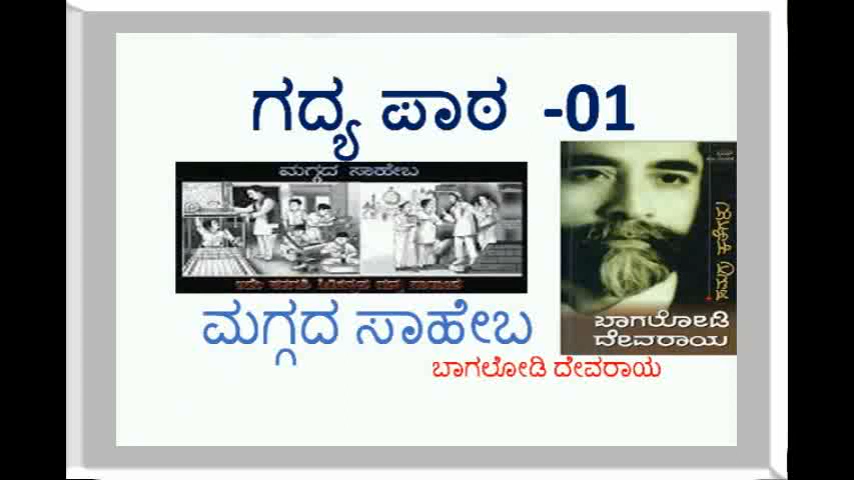 ಗದ್ಯ ಪಾಠ -01
ಮಗ್ಗದ ಸಾಹೇಬ
ಮಗ್ಗದ ಸಾಹೇಬ
ಬಾಗಲೋಡಿ
ದೇವರಾಯ
ಬಾಗಲೋಡಿ ದೇವರಾಯ